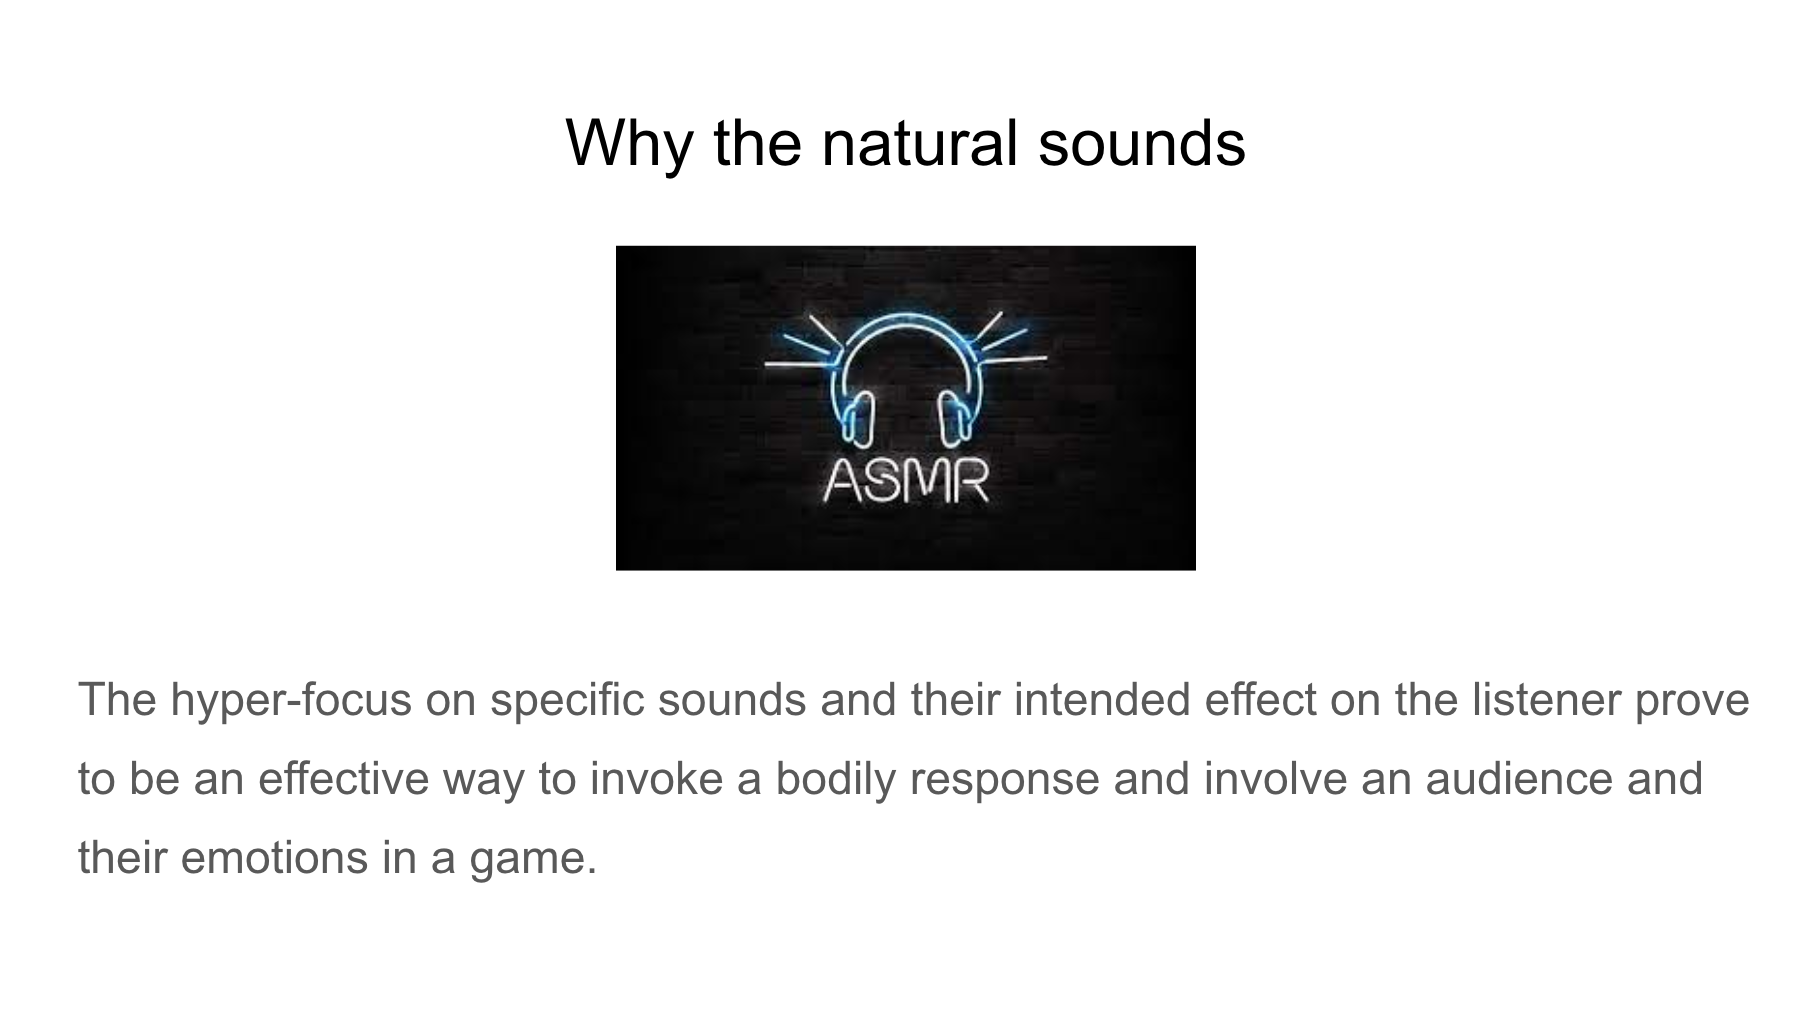 Why the natural sounds
ASMR
The hyper-focus on specific sounds and their intended effect on the listener prove
to be an effective way to invoke a bodily response and involve an audience and
their emotions in a game.